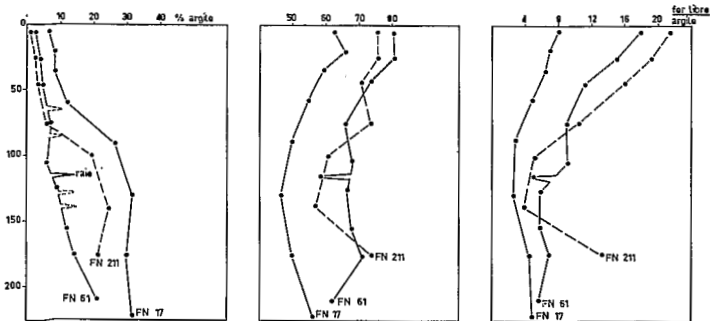 0 10 20 30 40 % argile
50 60 70 80
4 8 12 16 20 fer libre
argile
0
50
100
150
200
raie
FN 211
FN 61
FN 17
FN 211
FN 61
FN 17
FN 211
FN 61
FN 17